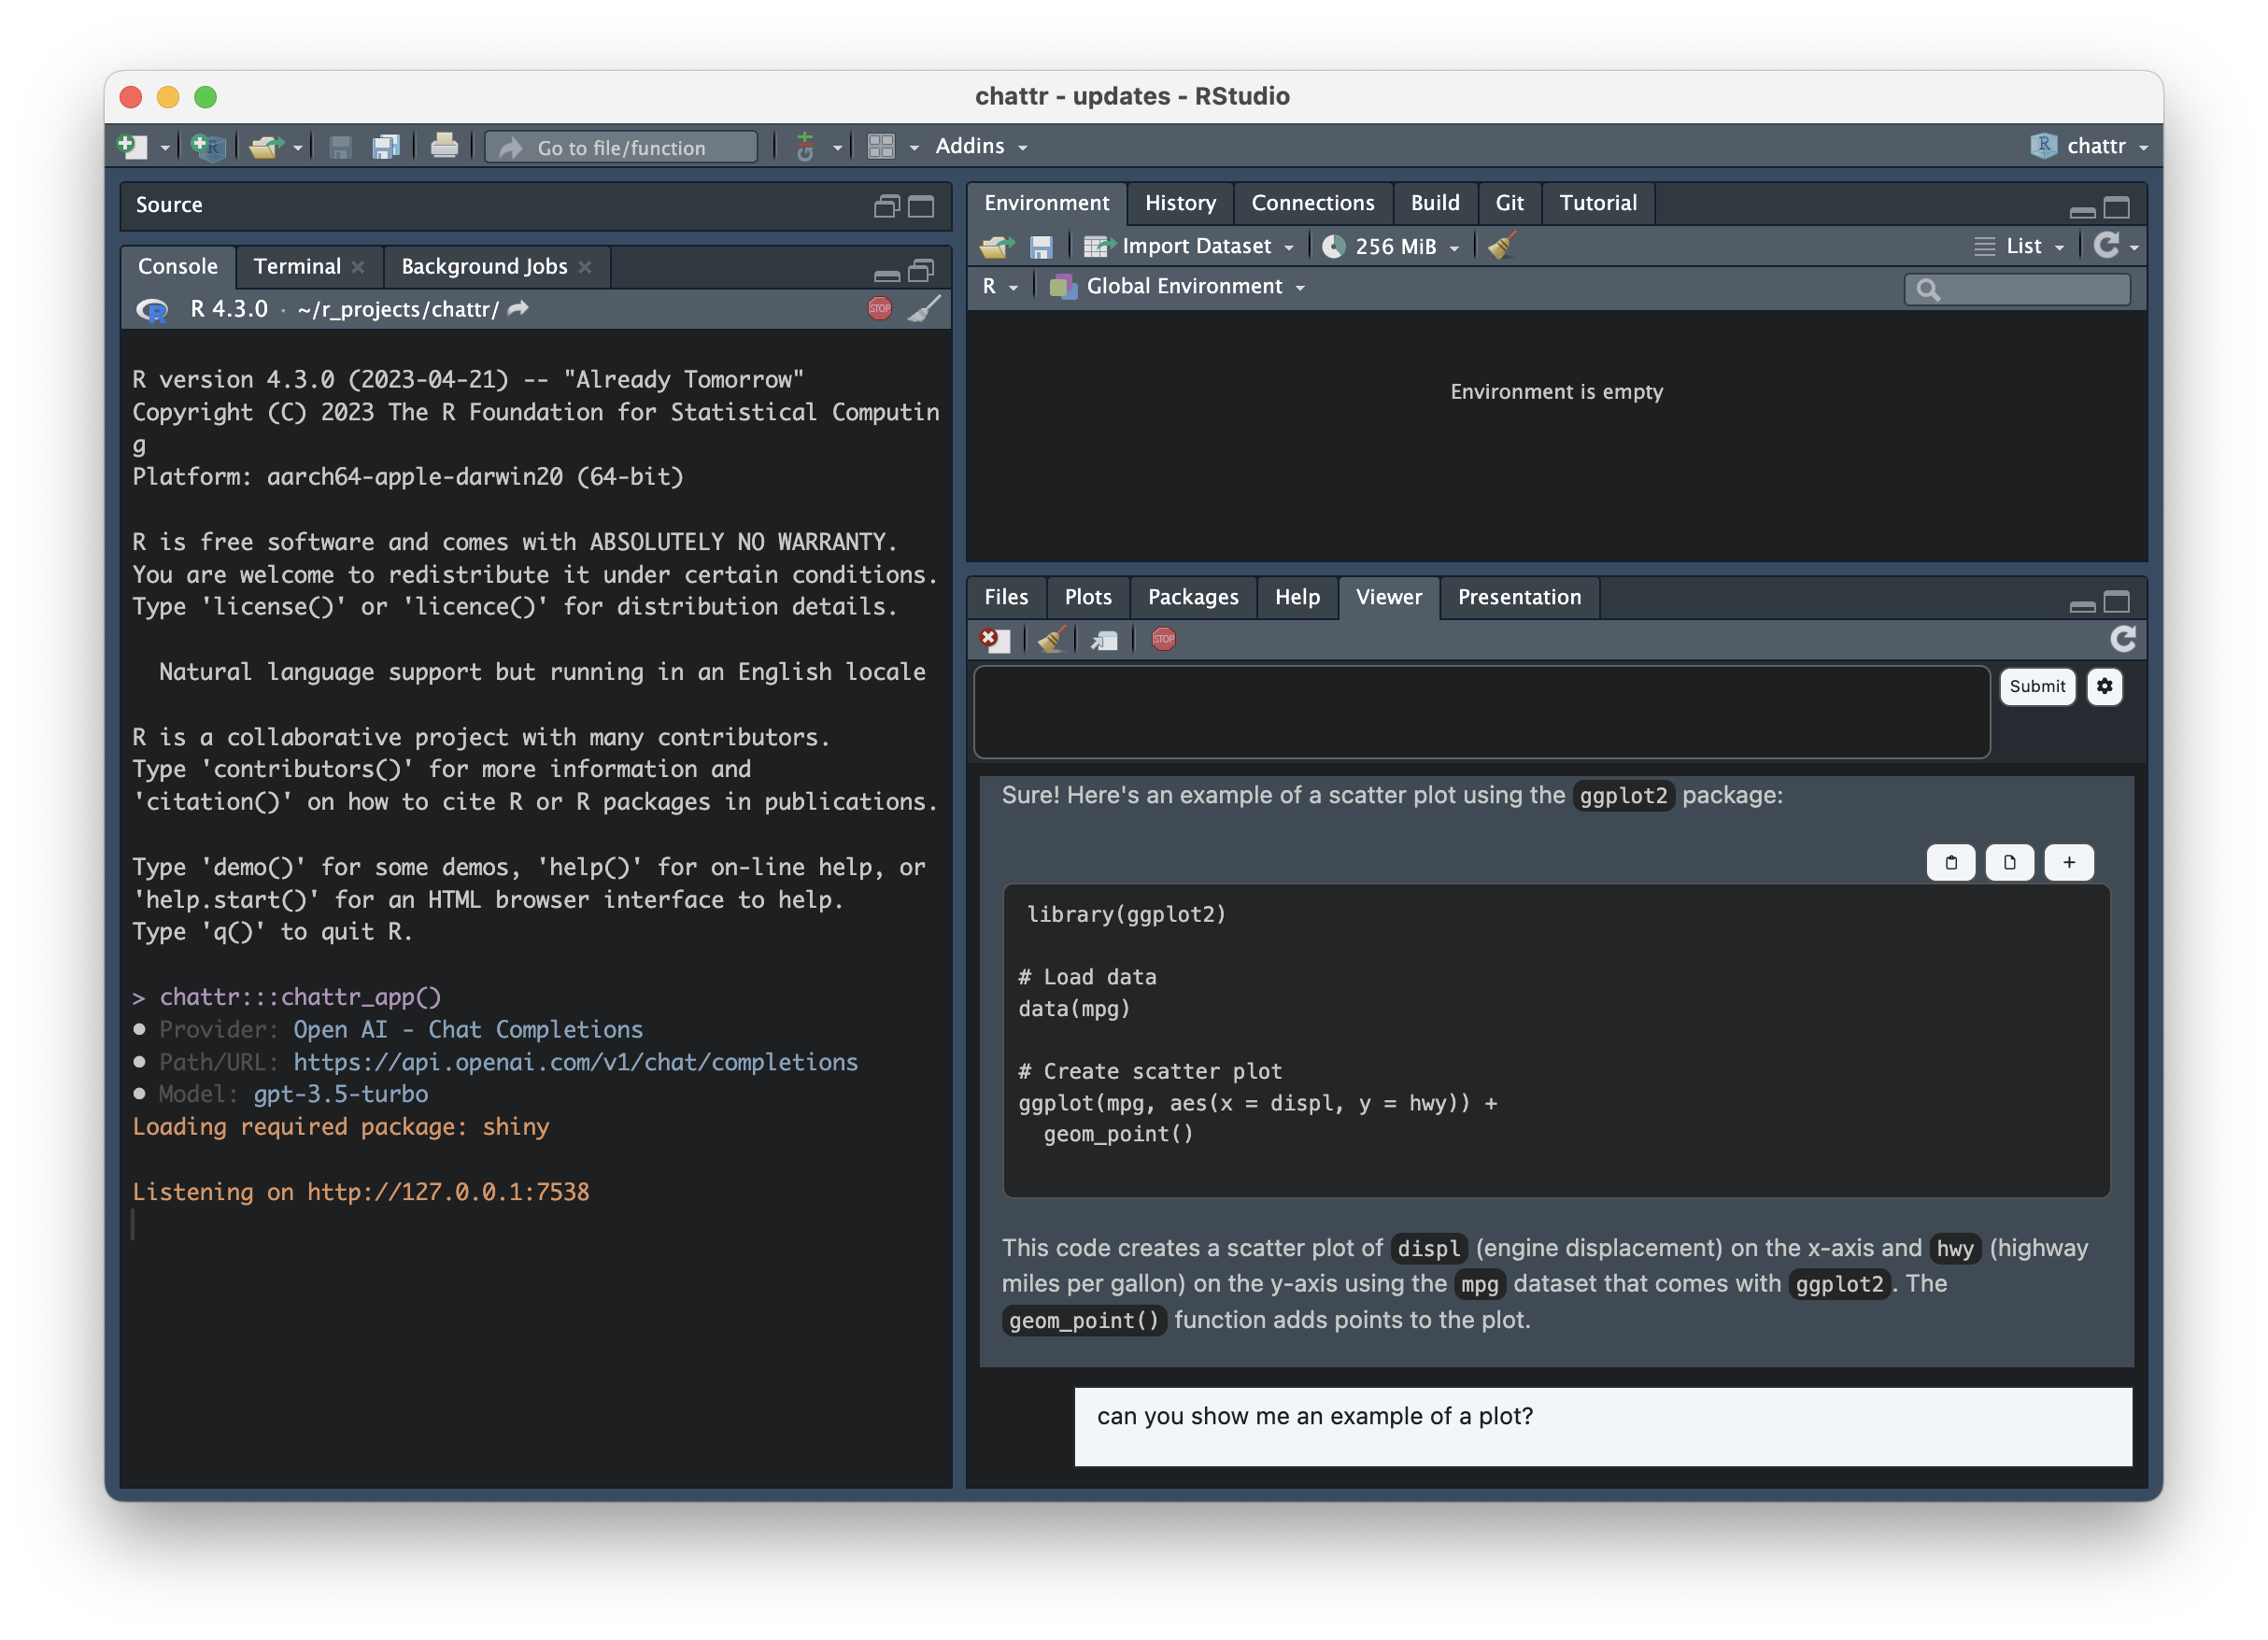 chattr - updates - RStudio
Go to file/function
Git
Addins
R chattr
Source
Console
Terminal
Background Jobs
R 4.3.0 · ~/r_projects/chattr/
STOP
R version 4.3.0 (2023-04-21) -- "Already Tomorrow"
Copyright (C) 2023 The R Foundation for Statistical Computin
g
Platform: aarch64-apple-darwin20 (64-bit)
R is free software and comes with ABSOLUTELY NO WARRANTY.
You are welcome to redistribute it under certain conditions.
Type 'license()' or 'licence()' for distribution details.
Natural language support but running in an English locale
R is a collaborative project with many contributors.
Type 'contributors()' for more information and
'citation()' on how to cite R or R packages in publications.
Type 'demo()' for some demos, 'help()' for on-line help, or
'help.start()' for an HTML browser interface to help.
Type 'q()' to quit R.
> chattr:::chattr_app()
• Provider: Open AI - Chat Completions
• Path/URL: https://api.openai.com/v1/chat/completions
• Model: gpt-3.5-turbo
Loading required package: shiny
Listening on http://127.0.0.1:7538
Environment
History
Connections
Build
Git
Tutorial
Import Dataset
256 MiB
List
R
Global Environment
Environment is empty
Files
Plots
Packages
Help
Viewer
Presentation
STOP
Submit
Sure! Here's an example of a scatter plot using the ggplot2 package:
library(ggplot2)
# Load data
data(mpg)
# Create scatter plot
ggplot(mpg, aes(x = displ, y = hwy)) +
geom_point()
This code creates a scatter plot of displ (engine displacement) on the x-axis and hwy (highway
miles per gallon) on the y-axis using the mpg dataset that comes with ggplot2. The
geom_point() function adds points to the plot.
can you show me an example of a plot?